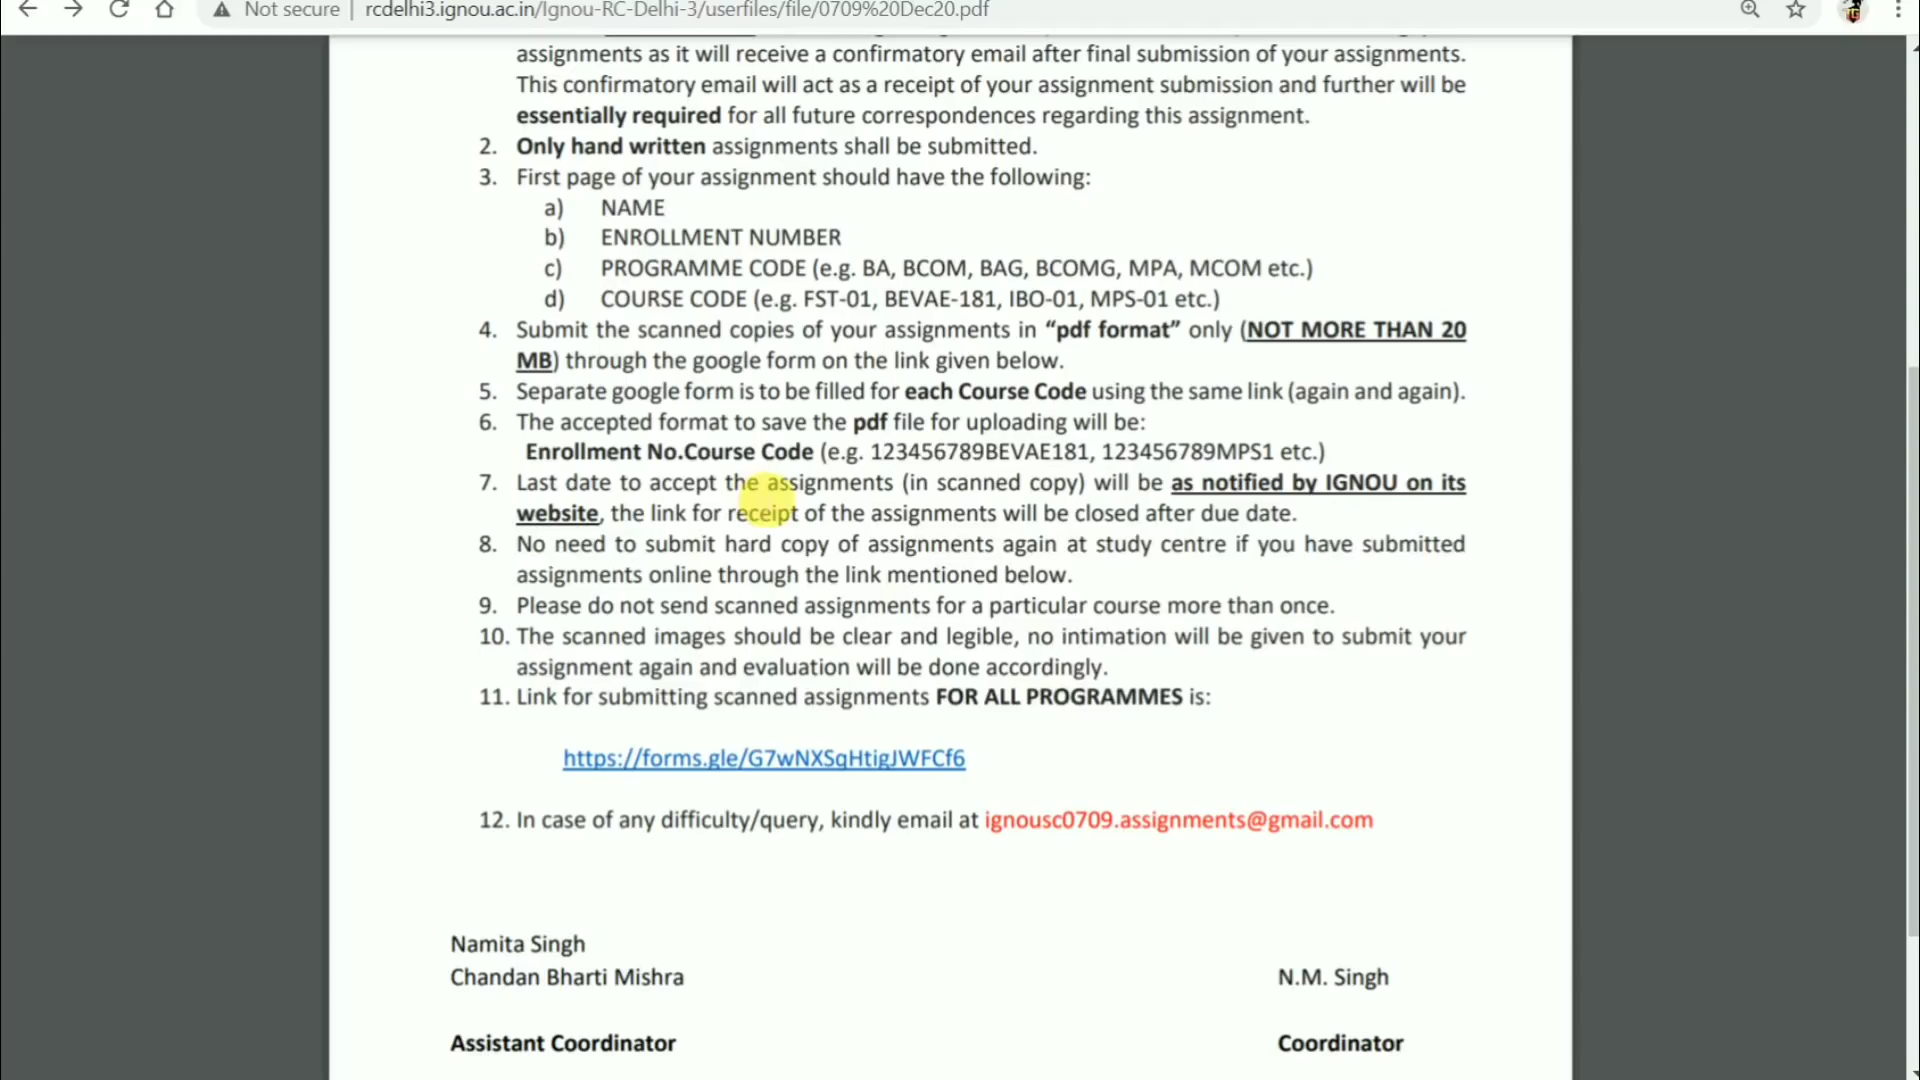 Not secure | rcdelhi3.ignou.ac.in/Ignou-RC-Delhi-3/userfiles/file/0709%20Dec20.pdf
assignments as it will receive a confirmatory email after final submission of your assignments.
This confirmatory email will act as a receipt of your assignment submission and further will be
essentially required for all future correspondences regarding this assignment.
2. Only hand written assignments shall be submitted.
3. First page of your assignment should have the following:
a) NAME
b) ENROLLMENT NUMBER
c) PROGRAMME CODE (e.g. BA, BCOM, BAG, BCOMG, MPA, MCOM etc.)
d) COURSE CODE (e.g. FST-01, BEVAE-181, IBO-01, MPS-01 etc.)
4. Submit the scanned copies of your assignments in “pdf format” only (NOT MORE THAN 20
MB) through the google form on the link given below.
5. Separate google form is to be filled for each Course Code using the same link (again and again).
6. The accepted format to save the pdf file for uploading will be:
Enrollment No.Course Code (e.g. 123456789BEVAE181, 123456789MPS1 etc.)
7. Last date to accept the assignments (in scanned copy) will be as notified by IGNOU on its
website, the link for receipt of the assignments will be closed after due date.
8. No need to submit hard copy of assignments again at study centre if you have submitted
assignments online through the link mentioned below.
9. Please do not send scanned assignments for a particular course more than once.
10. The scanned images should be clear and legible, no intimation will be given to submit your
assignment again and evaluation will be done accordingly.
11. Link for submitting scanned assignments FOR ALL PROGRAMMES is:
https://forms.gle/G7wNXSqHtigJWFCf6
12. In case of any difficulty/query, kindly email at ignousc0709.assignments@gmail.com
Namita Singh
Chandan Bharti Mishra N.M. Singh
Assistant Coordinator Coordinator